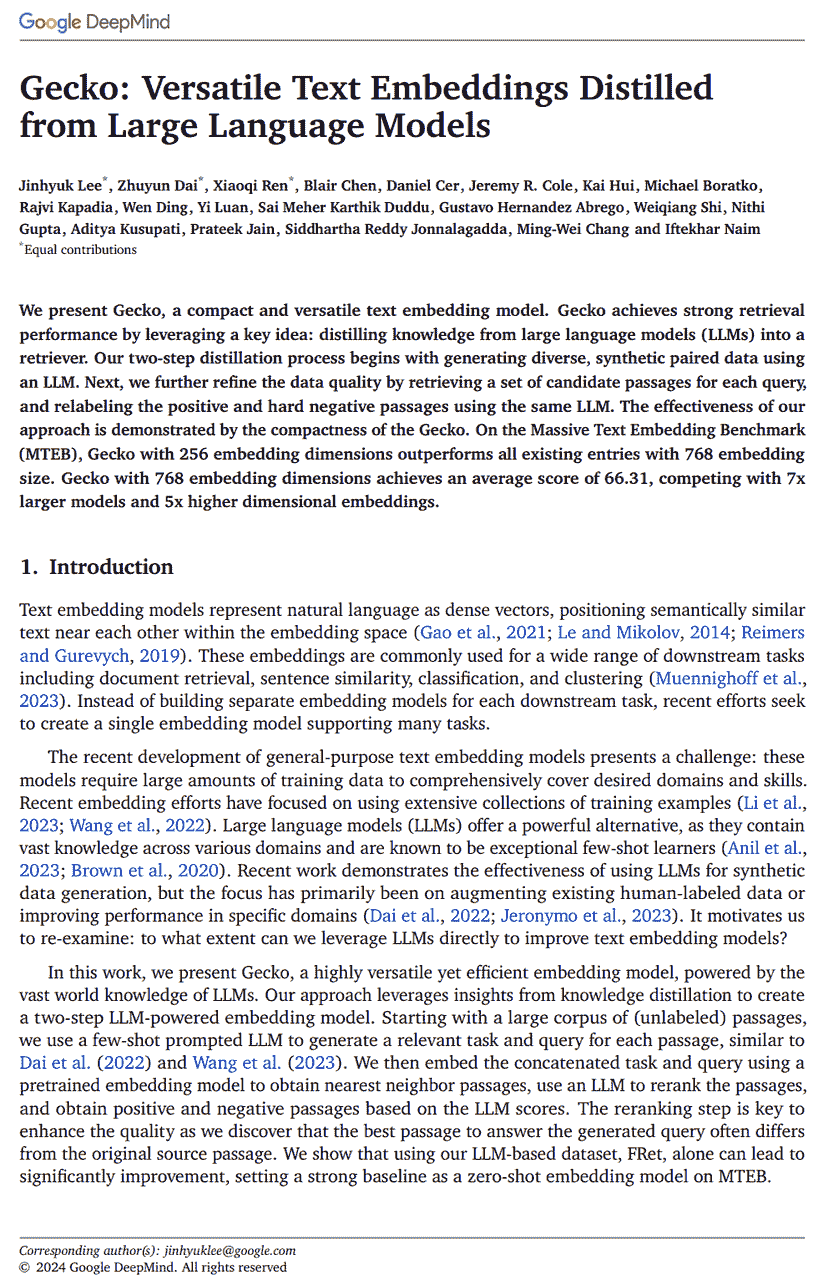 Google DeepMind
Gecko: Versatile Text Embeddings Distilled
from Large Language Models
Jinhyuk Lee*, Zhuyun Dai*, Xiaoqi Ren*, Blair Chen, Daniel Cer, Jeremy R. Cole, Kai Hui, Michael Boratko,
Rajvi Kapadia, Wen Ding, Yi Luan, Sai Meher Karthik Duddu, Gustavo Hernandez Abrego, Weiqiang Shi, Nithi
Gupta, Aditya Kusupati, Prateek Jain, Siddhartha Reddy Jonnalagadda, Ming-Wei Chang and Iftekhar Naim
*Equal contributions
We present Gecko, a compact and versatile text embedding model. Gecko achieves strong retrieval
performance by leveraging a key idea: distilling knowledge from large language models (LLMs) into a
retriever. Our two-step distillation process begins with generating diverse, synthetic paired data using
an LLM. Next, we further refine the data quality by retrieving a set of candidate passages for each query,
and relabeling the positive and hard negative passages using the same LLM. The effectiveness of our
approach is demonstrated by the compactness of the Gecko. On the Massive Text Embedding Benchmark
(MTEB), Gecko with 256 embedding dimensions outperforms all existing entries with 768 embedding
size. Gecko with 768 embedding dimensions achieves an average score of 66.31, competing with 7x
larger models and 5x higher dimensional embeddings.
1. Introduction
Text embedding models represent natural language as dense vectors, positioning semantically similar
text near each other within the embedding space (Gao et al., 2021; Le and Mikolov, 2014; Reimers
and Gurevych, 2019). These embeddings are commonly used for a wide range of downstream tasks
including document retrieval, sentence similarity, classification, and clustering (Muennighoff et al.,
2023). Instead of building separate embedding models for each downstream task, recent efforts seek
to create a single embedding model supporting many tasks.
The recent development of general-purpose text embedding models presents a challenge: these
models require large amounts of training data to comprehensively cover desired domains and skills.
Recent embedding efforts have focused on using extensive collections of training examples (Li et al.,
2023; Wang et al., 2022). Large language models (LLMs) offer a powerful alternative, as they contain
vast knowledge across various domains and are known to be exceptional few-shot learners (Anil et al.,
2023; Brown et al., 2020). Recent work demonstrates the effectiveness of using LLMs for synthetic
data generation, but the focus has primarily been on augmenting existing human-labeled data or
improving performance in specific domains (Dai et al., 2022; Jeronymo et al., 2023). It motivates us
to re-examine: to what extent can we leverage LLMs directly to improve text embedding models?
In this work, we present Gecko, a highly versatile yet efficient embedding model, powered by the
vast world knowledge of LLMs. Our approach leverages insights from knowledge distillation to create
a two-step LLM-powered embedding model. Starting with a large corpus of (unlabeled) passages,
we use a few-shot prompted LLM to generate a relevant task and query for each passage, similar to
Dai et al. (2022) and Wang et al. (2023). We then embed the concatenated task and query using a
pretrained embedding model to obtain nearest neighbor passages, use an LLM to rerank the passages,
and obtain positive and negative passages based on the LLM scores. The reranking step is key to
enhance the quality as we discover that the best passage to answer the generated query often differs
from the original source passage. We show that using our LLM-based dataset, FRet, alone can lead to
significantly improvement, setting a strong baseline as a zero-shot embedding model on MTEB.
Corresponding author(s): jinhyuklee@google.com
© 2024 Google DeepMind. All rights reserved